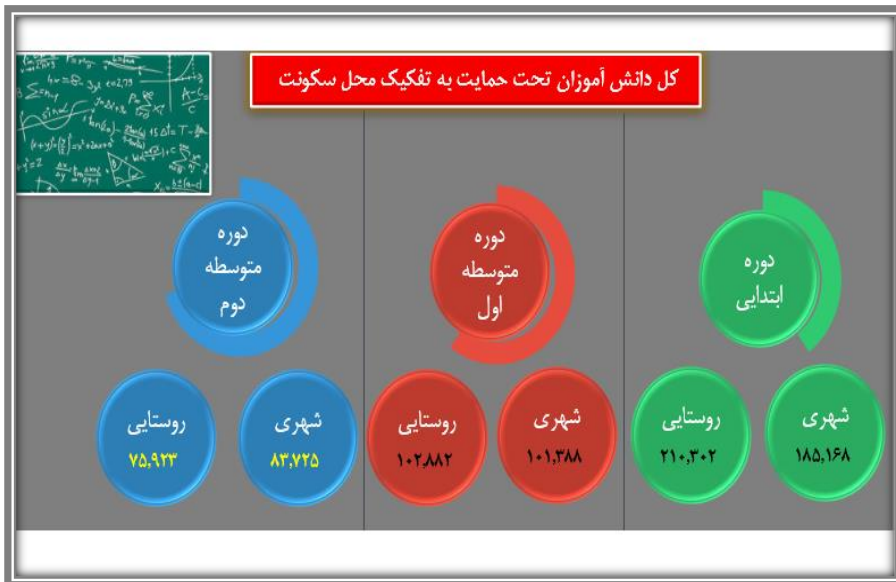 کل دانش آموزان تحت حمایت به تفکیک محل سکونت
دوره
ابتدایی
شهری
۱۸۵,۱۶۸
روستایی
۲۱۰,۳۰۲
دوره
متوسطه
اول
شهری
۱۰۱,۳۸۸
روستایی
۱۰۲,۸۸۲
دوره
متوسطه
دوم
شهری
۸۳,۷۲۵
روستایی
۷۵,۹۲۳